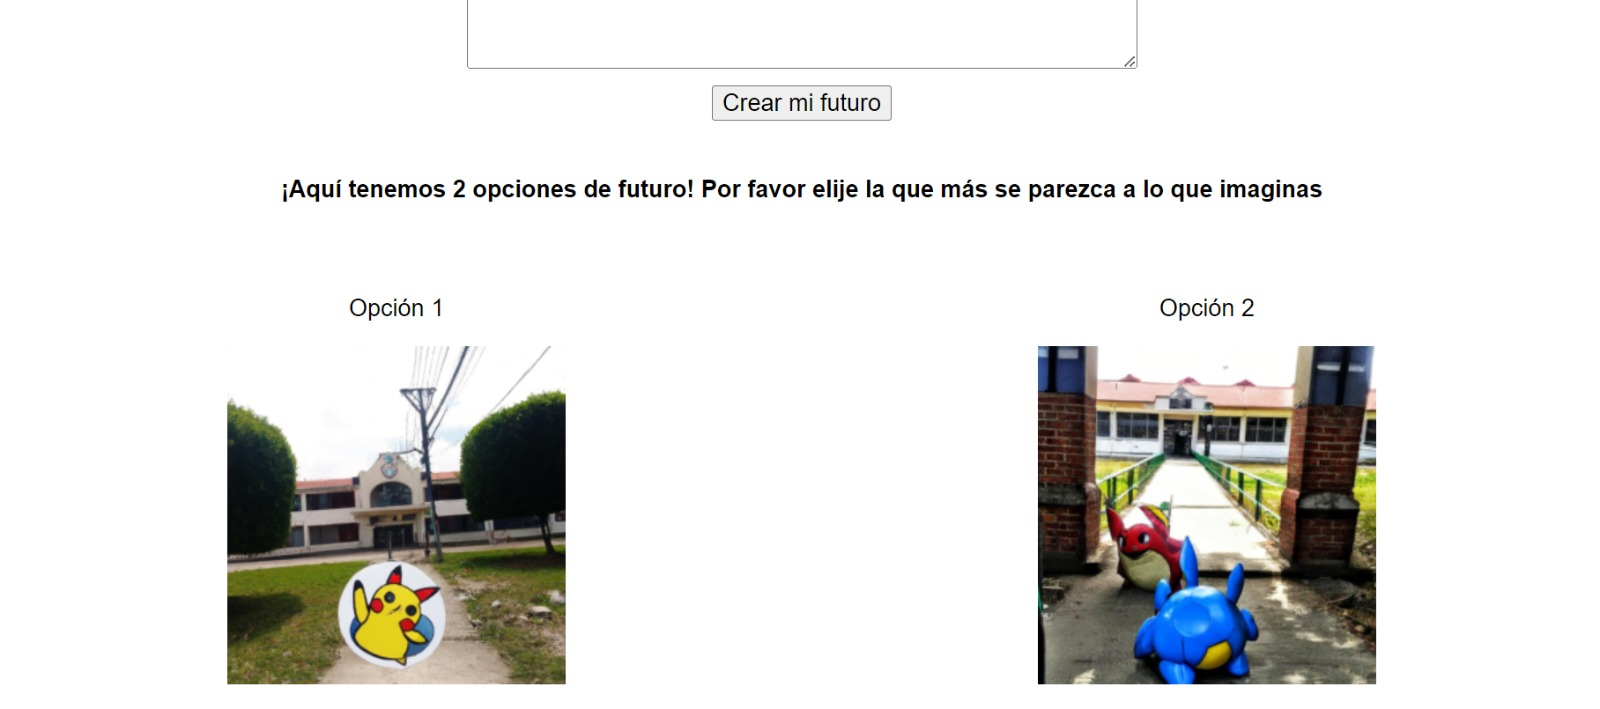 Crear mi futuro
¡Aquí tenemos 2 opciones de futuro! Por favor elije la que más se parezca a lo que imaginas
Opción 1
Opción 2